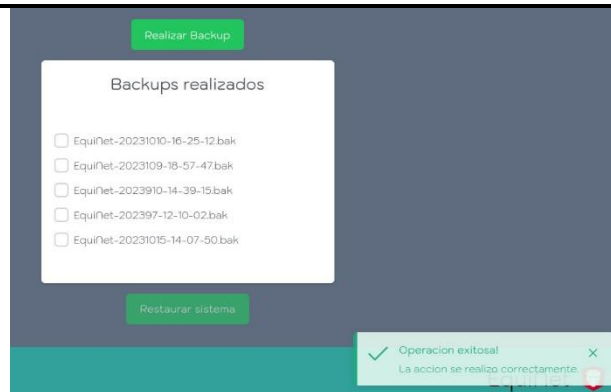 Realizar Backup
Backups realizados
EquiNet-20231010-16-25-12.bak
EquiNet-2023109-18-57-47.bak
EquiNet-2023910-14-39-15.bak
EquiNet-202397-12-10-02.bak
EquiNet-20231015-14-07-50.bak
Restaurar sistema
Operacion exitosa!
La accion se realizo correctamente.
EquiNet